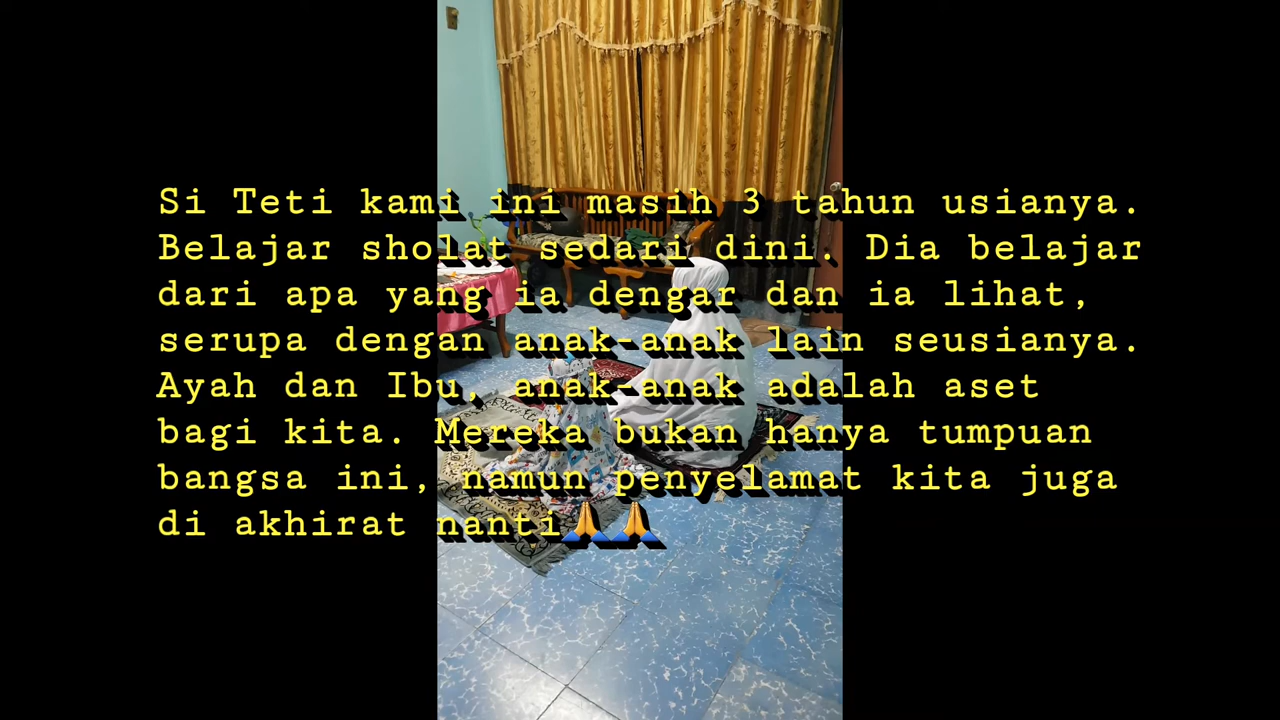 Si Teti kami ini masih 3 tahun usianya.
Belajar sholat sedari dini. Dia belajar
dari apa yang ia dengar dan ia lihat,
serupa dengan anak-anak lain seusianya.
Ayah dan Ibu, anak-anak adalah aset
bagi kita. Mereka bukan hanya tumpuan
bangsa ini, namun penyelamat kita juga
di akhirat nanti🙏🙏